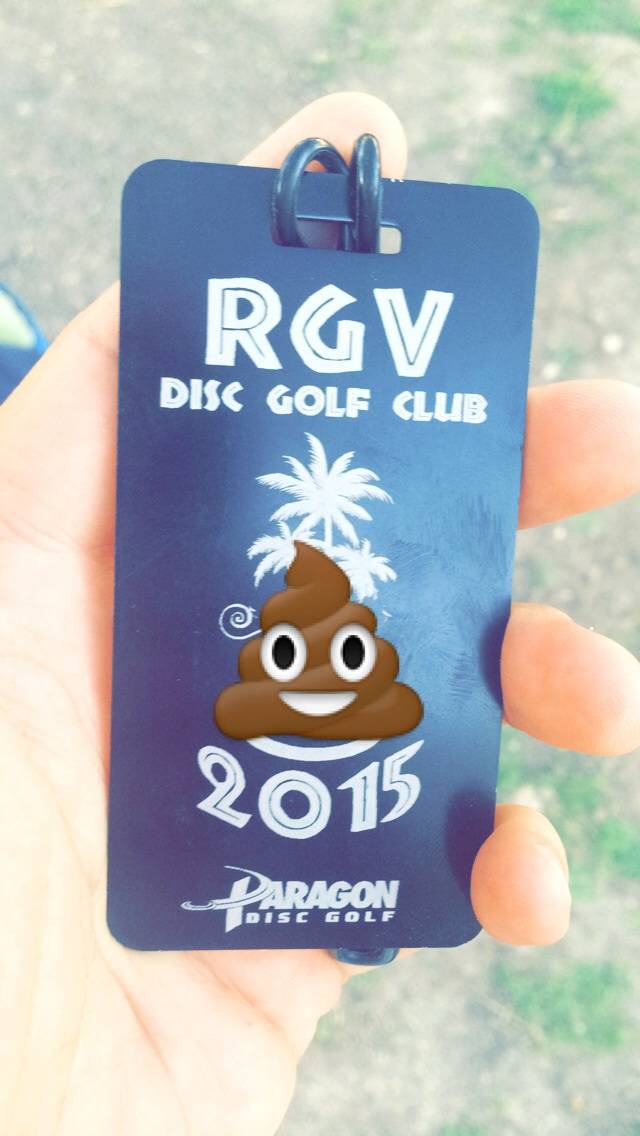 RGV
DISC GOLF CLUB
2015
PARAGON
DISC GOLF